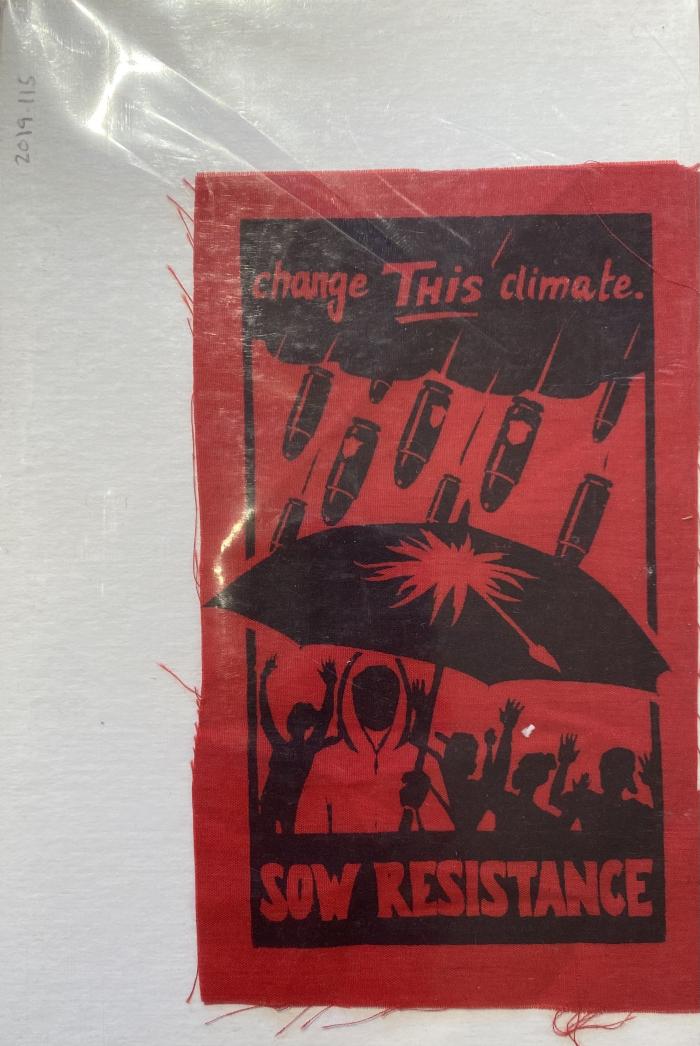 2019-115
change THIS climate.
SOW RESISTANCE